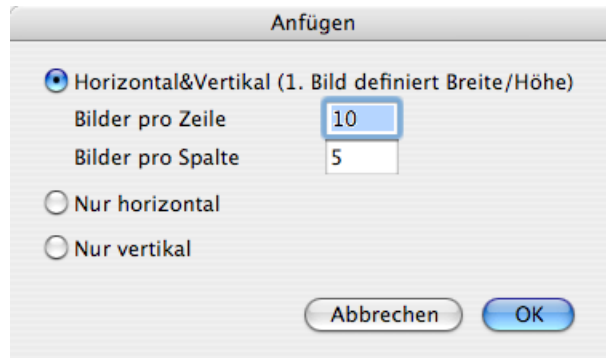 Anfügen
Horizontal&Vertikal (1. Bild definiert Breite/Höhe)
Bilder pro Zeile 10
Bilder pro Spalte 5
Nur horizontal
Nur vertikal
Abbrechen OK